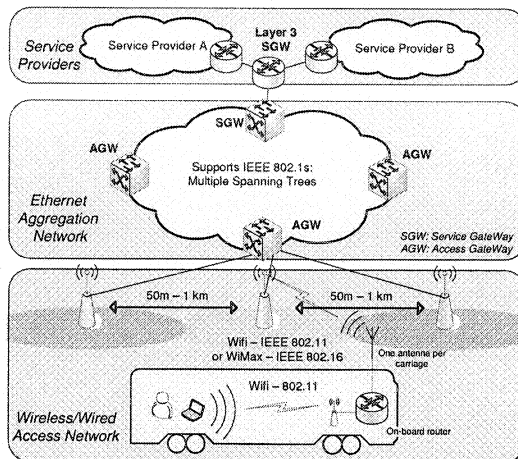 Service Providers
Service Provider A
Layer 3
SGW
Service Provider B
SGW
AGW
AGW
Supports IEEE 802.1s:
Multiple Spanning Trees
Ethernet
Aggregation
Network
AGW
SGW: Service GateWay
AGW: Access GateWay
50m – 1 km
50m – 1 km
Wifi – IEEE 802.11
or WiMax – IEEE 802.16
One antenna per
carriage
Wifi – 802.11
Wireless/Wired
Access Network
On-board router